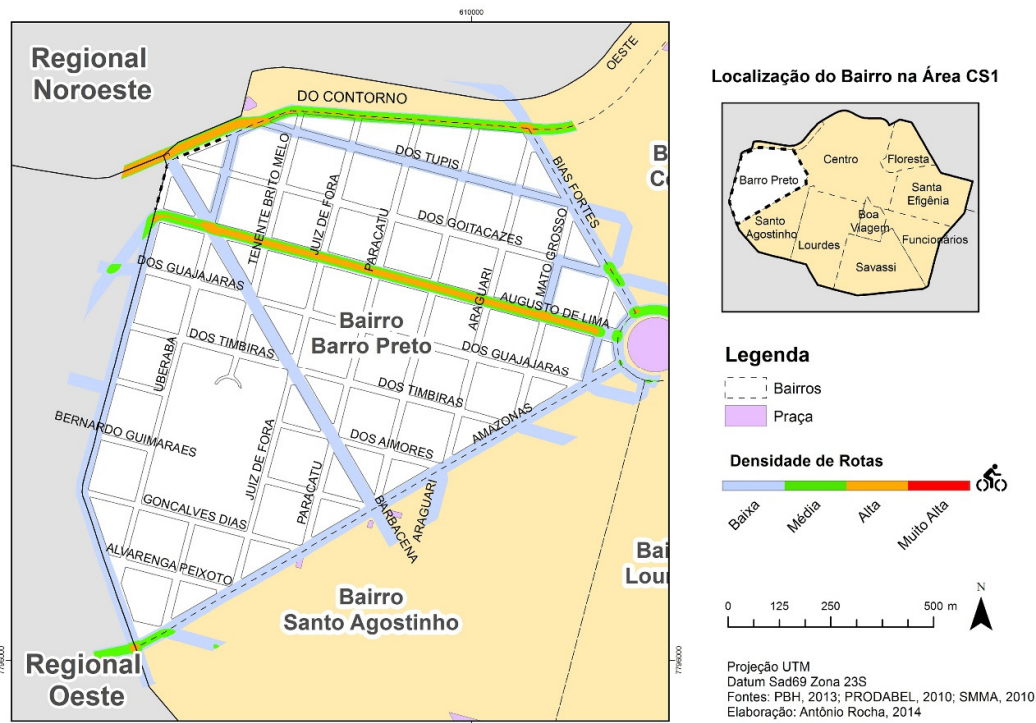 610000
Regional
Noroeste
OESTE
DO CONTORNO
DOS TUPIS
BIAS FORTES
B
C
TENENTE BRITO MELO
JUIZ DE FORA
PARACATU
DOS GOITACAZES
MATO GROSSO
DOS GUAJAJARAS
ARAGUARI
AUGUSTO DE LIMA
Bairro
Barro Preto
DOS GUAJAJARAS
UBERABA
DOS TIMBIRAS
DOS TIMBIRAS
AMAZONAS
BERNARDO GUIMARAES
JUIZ DE FORA
DOS AIMORES
PARACATU
GONCALVES DIAS
BARBACENA
ARAGUARI
ALVARENGA PEIXOTO
Bai
Lour
Bairro
Santo Agostinho
Regional
Oeste
7796000
7796000
Localização do Bairro na Área CS1
Centro
Floresta
Barro Preto
Santa
Efigênia
Santo
Agostinho
Boa
Viagem
Lourdes
Funcionários
Savassi
Legenda
Bairros
Praça
Densidade de Rotas
Baixa
Média
Alta
Muito Alta
N
0 125 250 500 m
Projeção UTM
Datum Sad69 Zona 23S
Fontes: PBH, 2013; PRODABEL, 2010; SMMA, 2010
Elaboração: Antônio Rocha, 2014